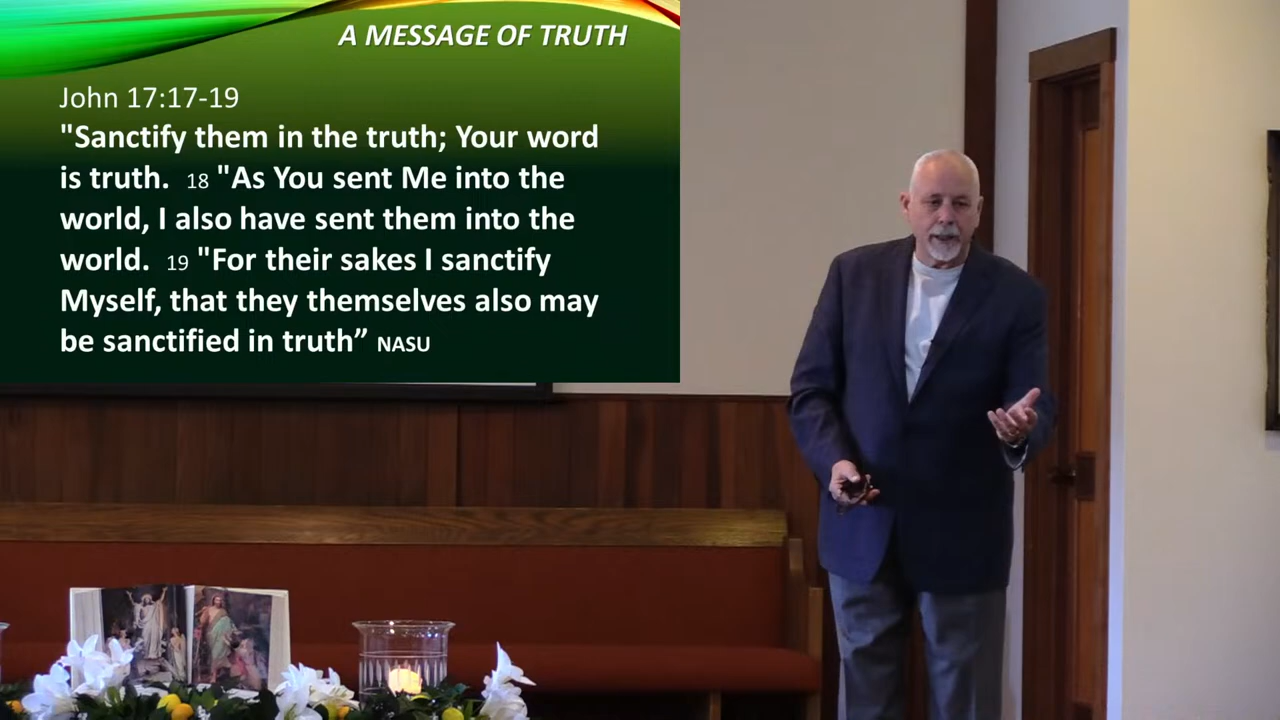 A MESSAGE OF TRUTH
John 17:17-19
"Sanctify them in the truth; Your word
is truth. 18 "As You sent Me into the
world, I also have sent them into the
world. 19 "For their sakes I sanctify
Myself, that they themselves also may
be sanctified in truth” NASU